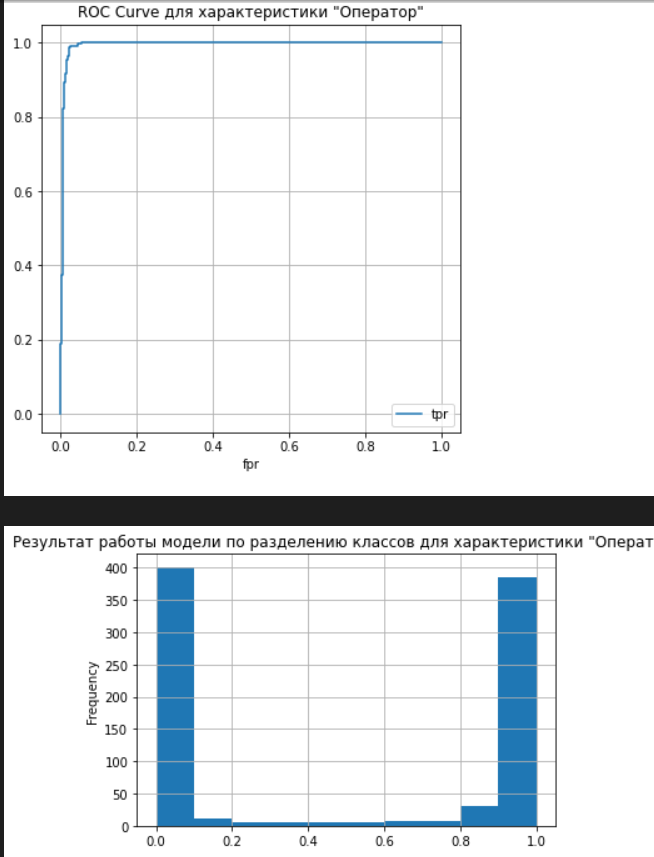 ROC Curve для характеристики "Оператор"
1.0
0.8
0.6
0.4
0.2
0.0
tpr
0.0 0.2 0.4 0.6 0.8 1.0
fpr
Результат работы модели по разделению классов для характеристики "Операт
400
350
300
250
200
150
100
50
0
Frequency
0.0 0.2 0.4 0.6 0.8 1.0